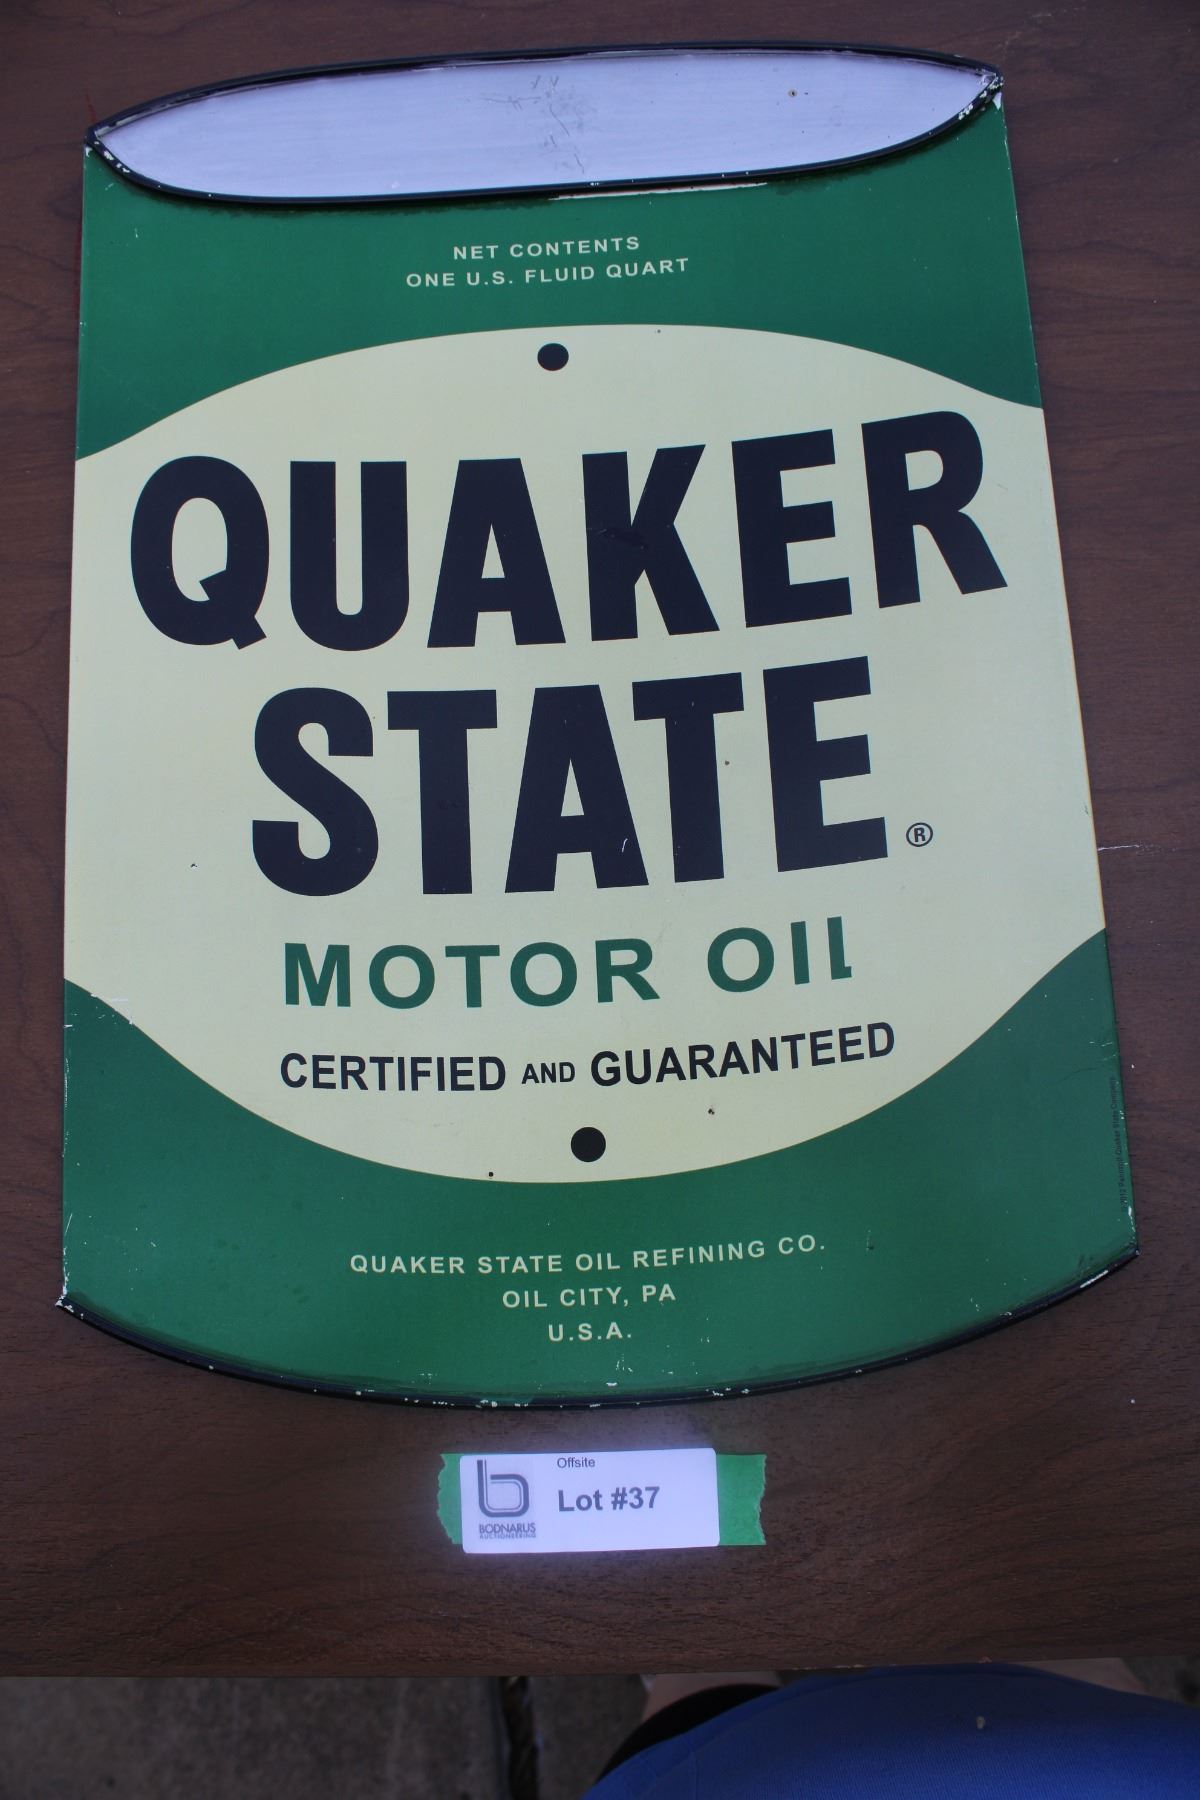 NET CONTENTS
ONE U.S. FLUID QUART
QUAKER
STATE®
MOTOR OIL
CERTIFIED AND GUARANTEED
QUAKER STATE OIL REFINING CO.
OIL CITY, PA
U.S.A.
Offsite
Lot #37
BODNARUS
AUCTIONEERING